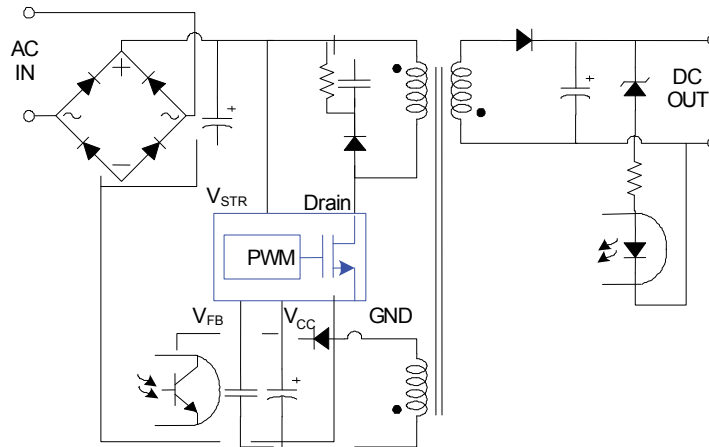 AC
IN
DC
OUT
V_STR
Drain
PWM
V_FB
V_CC
GND